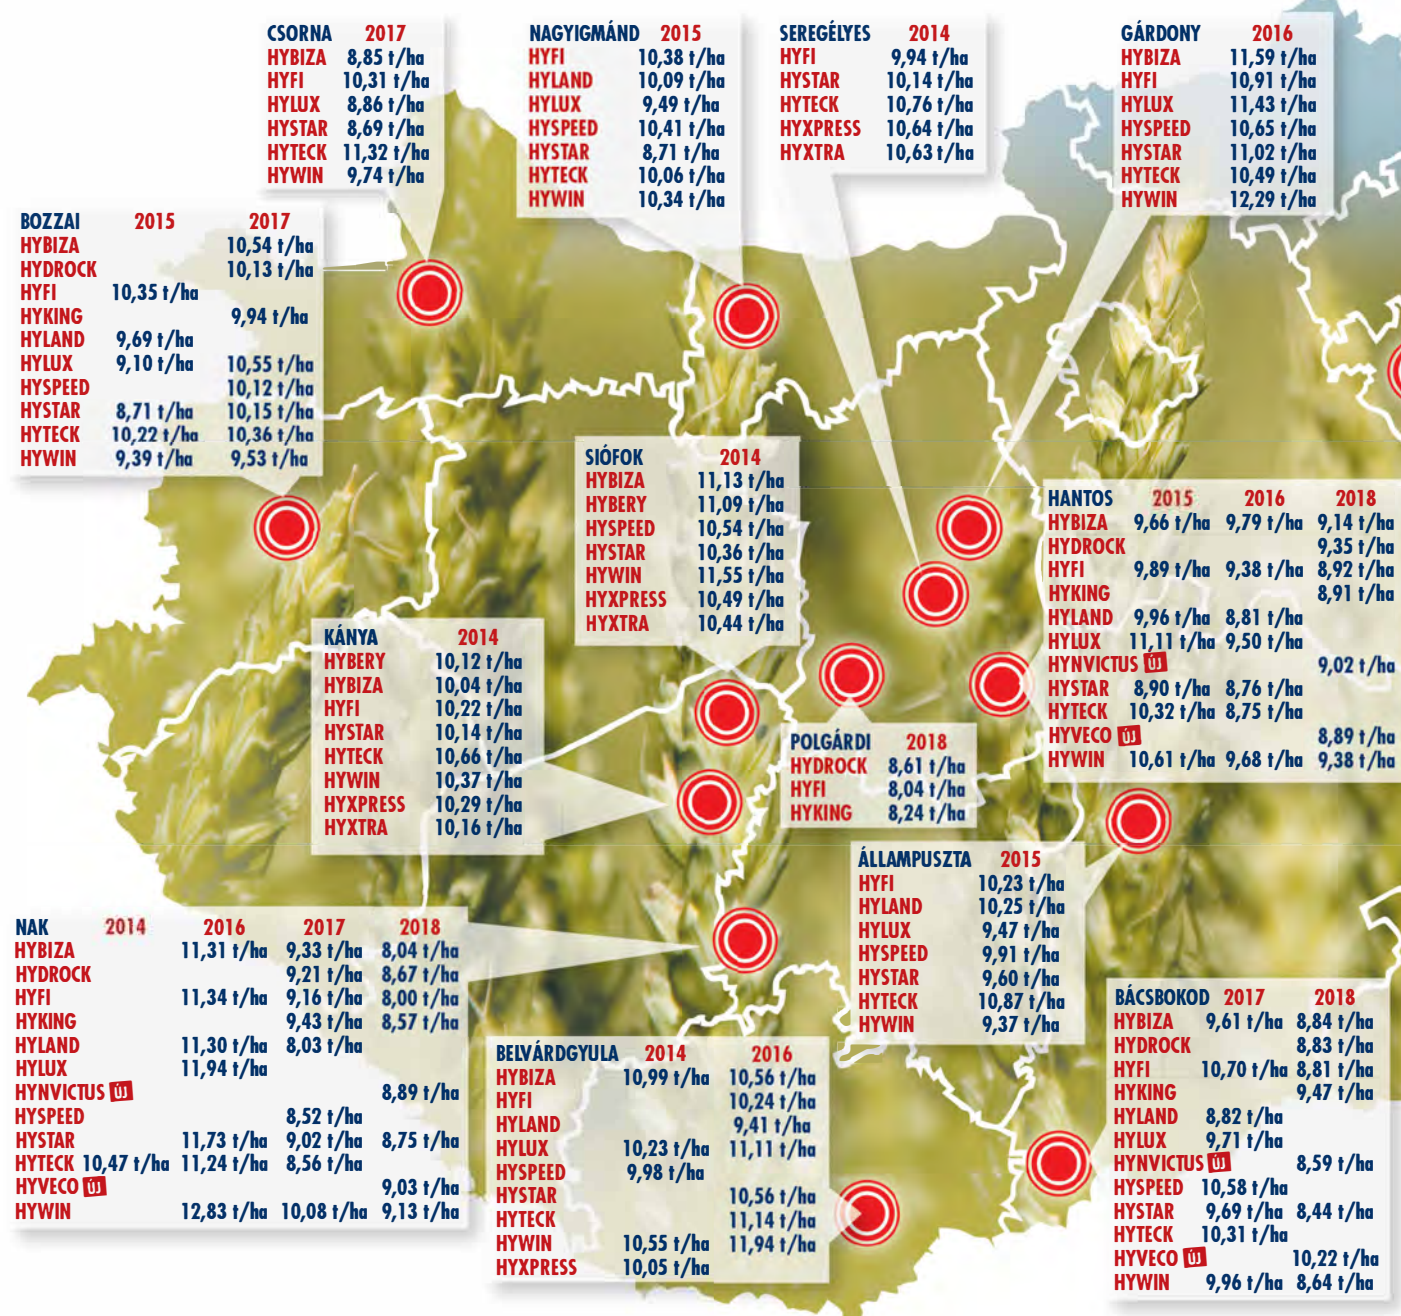 CSORNA 2017
HYBIZA 8,85 t/ha
HYFI 10,31 t/ha
HYLUX 8,86 t/ha
HYSTAR 8,69 t/ha
HYTECK 11,32 t/ha
HYWIN 9,74 t/ha
NAGYIGMÁND 2015
HYFI 10,38 t/ha
HYLAND 10,09 t/ha
HYLUX 9,49 t/ha
HYSPEED 10,41 t/ha
HYSTAR 8,71 t/ha
HYTECK 10,06 t/ha
HYWIN 10,34 t/ha
SEREGÉLYES 2014
HYFI 9,94 t/ha
HYSTAR 10,14 t/ha
HYTECK 10,76 t/ha
HYXPRESS 10,64 t/ha
HYXTRA 10,63 t/ha
GÁRDONY 2016
HYBIZA 11,59 t/ha
HYFI 10,91 t/ha
HYLUX 11,43 t/ha
HYSPEED 10,65 t/ha
HYSTAR 11,02 t/ha
HYTECK 10,49 t/ha
HYWIN 12,29 t/ha
BOZZAI 2015 2017
HYBIZA 10,54 t/ha
HYDROCK 10,13 t/ha
HYFI 10,35 t/ha
HYKING 9,94 t/ha
HYLAND 9,69 t/ha
HYLUX 9,10 t/ha 10,55 t/ha
HYSPEED 10,12 t/ha
HYSTAR 8,71 t/ha 10,15 t/ha
HYTECK 10,22 t/ha 10,36 t/ha
HYWIN 9,39 t/ha 9,53 t/ha
SIÓFOK 2014
HYBIZA 11,13 t/ha
HYBERY 11,09 t/ha
HYSPEED 10,54 t/ha
HYSTAR 10,36 t/ha
HYWIN 11,55 t/ha
HYXPRESS 10,49 t/ha
HYXTRA 10,44 t/ha
HANTOS 2015 2016 2018
HYBIZA 9,66 t/ha 9,79 t/ha 9,14 t/ha
HYDROCK 9,35 t/ha
HYFI 9,89 t/ha 9,38 t/ha 8,92 t/ha
HYKING 8,91 t/ha
HYLAND 9,96 t/ha 8,81 t/ha
HYLUX 11,11 t/ha 9,50 t/ha
HYNVICTUS ÚJ 9,02 t/ha
HYSTAR 8,90 t/ha 8,76 t/ha
HYTECK 10,32 t/ha 8,75 t/ha
HYVECO ÚJ 8,89 t/ha
HYWIN 10,61 t/ha 9,68 t/ha 9,38 t/ha
KÁNYA 2014
HYBERY 10,12 t/ha
HYBIZA 10,04 t/ha
HYFI 10,22 t/ha
HYSTAR 10,14 t/ha
HYTECK 10,66 t/ha
HYWIN 10,37 t/ha
HYXPRESS 10,29 t/ha
HYXTRA 10,16 t/ha
POLGÁRDI 2018
HYDROCK 8,61 t/ha
HYFI 8,04 t/ha
HYKING 8,24 t/ha
ÁLLAMPUSZTA 2015
HYFI 10,23 t/ha
HYLAND 10,25 t/ha
HYLUX 9,47 t/ha
HYSPEED 9,91 t/ha
HYSTAR 9,60 t/ha
HYTECK 10,87 t/ha
HYWIN 9,37 t/ha
NAK 2014 2016 2017 2018
HYBIZA 11,31 t/ha 9,33 t/ha 8,04 t/ha
HYDROCK 9,21 t/ha 8,67 t/ha
HYFI 11,34 t/ha 9,16 t/ha 8,00 t/ha
HYKING 9,43 t/ha 8,57 t/ha
HYLAND 11,30 t/ha 8,03 t/ha
HYLUX 11,94 t/ha
HYNVICTUS ÚJ 8,89 t/ha
HYSPEED 8,52 t/ha
HYSTAR 11,73 t/ha 9,02 t/ha 8,75 t/ha
HYTECK 10,47 t/ha 11,24 t/ha 8,56 t/ha
HYVECO ÚJ 9,03 t/ha
HYWIN 12,83 t/ha 10,08 t/ha 9,13 t/ha
BELVÁRDGYULA 2014 2016
HYBIZA 10,99 t/ha 10,56 t/ha
HYFI 10,24 t/ha
HYLAND 9,41 t/ha
HYLUX 10,23 t/ha 11,11 t/ha
HYSPEED 9,98 t/ha
HYSTAR 10,56 t/ha
HYTECK 11,14 t/ha
HYWIN 10,55 t/ha 11,94 t/ha
HYXPRESS 10,05 t/ha
BÁCSBOKOD 2017 2018
HYBIZA 9,61 t/ha 8,84 t/ha
HYDROCK 8,83 t/ha
HYFI 10,70 t/ha 8,81 t/ha
HYKING 9,47 t/ha
HYLAND 8,82 t/ha
HYLUX 9,71 t/ha
HYNVICTUS ÚJ 8,59 t/ha
HYSPEED 10,58 t/ha
HYSTAR 9,69 t/ha 8,44 t/ha
HYTECK 10,31 t/ha
HYVECO ÚJ 10,22 t/ha
HYWIN 9,96 t/ha 8,64 t/ha